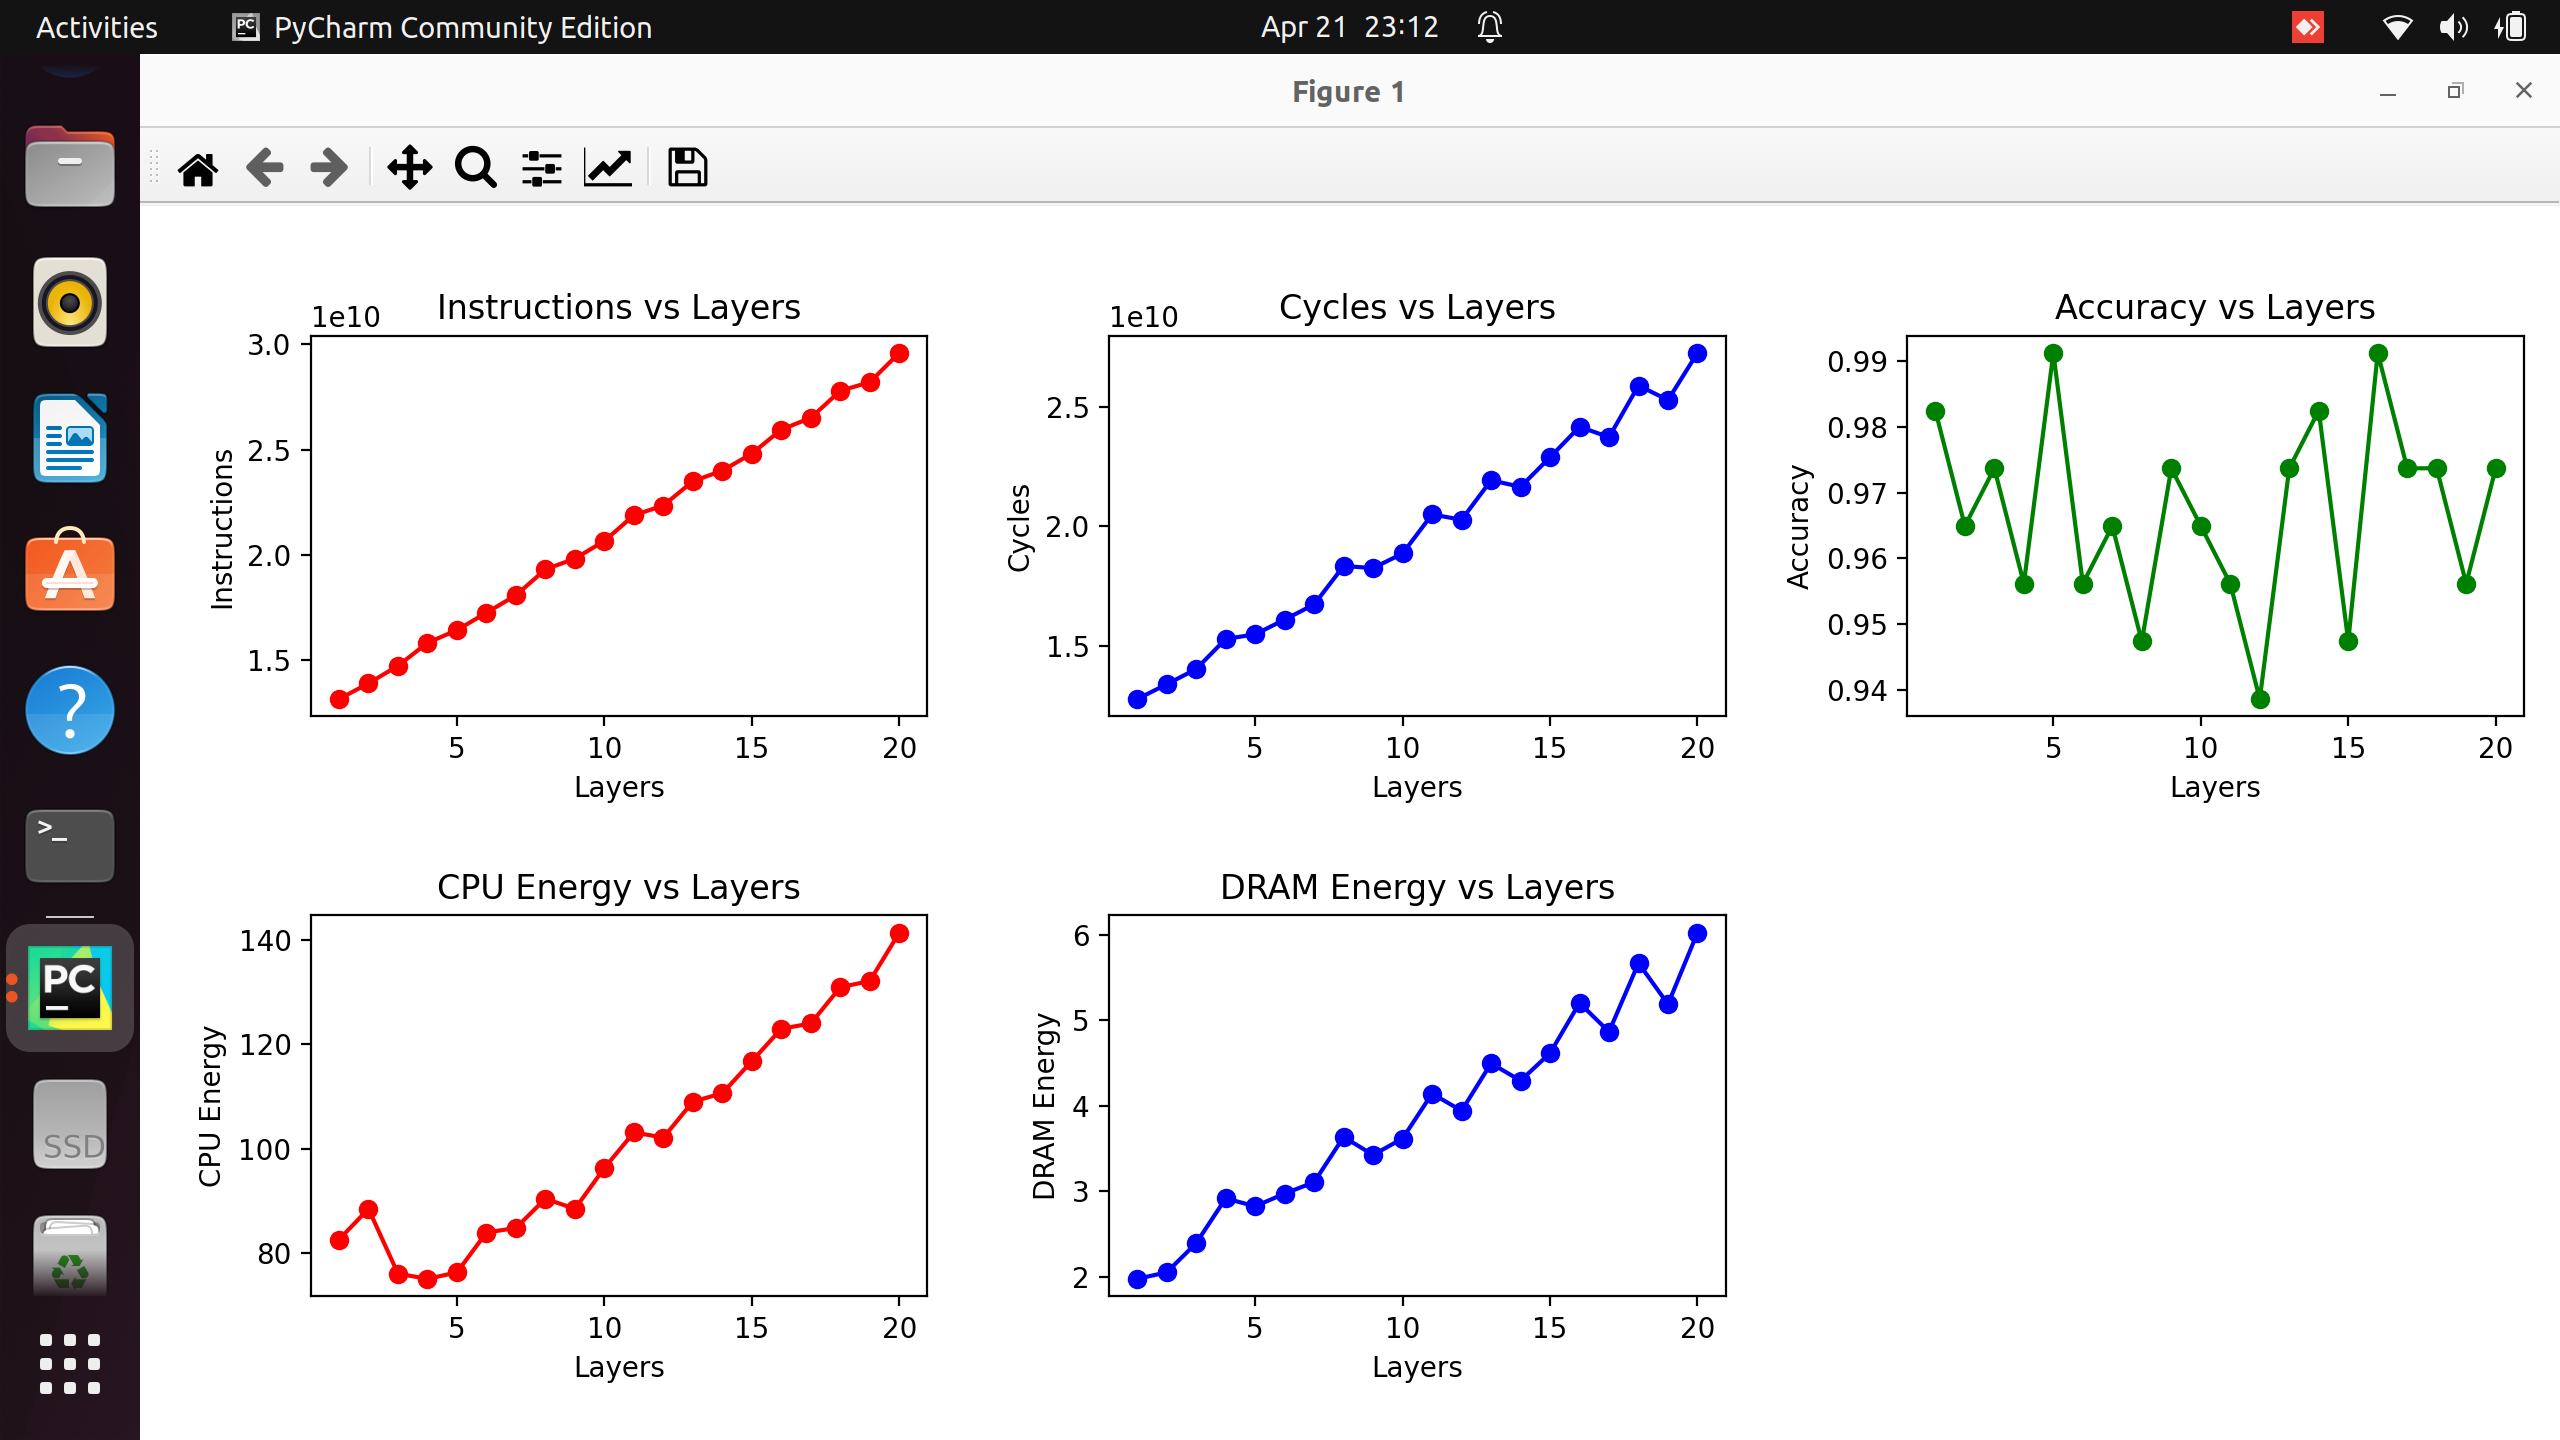 Activities
PC PyCharm Community Edition
Apr 21 23:12
Figure 1
1e10
Instructions vs Layers
3.0
2.5
2.0
1.5
Instructions
5 10 15 20
Layers
1e10
Cycles vs Layers
2.5
2.0
1.5
Cycles
5 10 15 20
Layers
Accuracy vs Layers
0.99
0.98
0.97
0.96
0.95
0.94
Accuracy
5 10 15 20
Layers
CPU Energy vs Layers
140
120
100
80
CPU Energy
5 10 15 20
Layers
DRAM Energy vs Layers
6
5
4
3
2
DRAM Energy
5 10 15 20
Layers
A
?
>_
PC
SSD